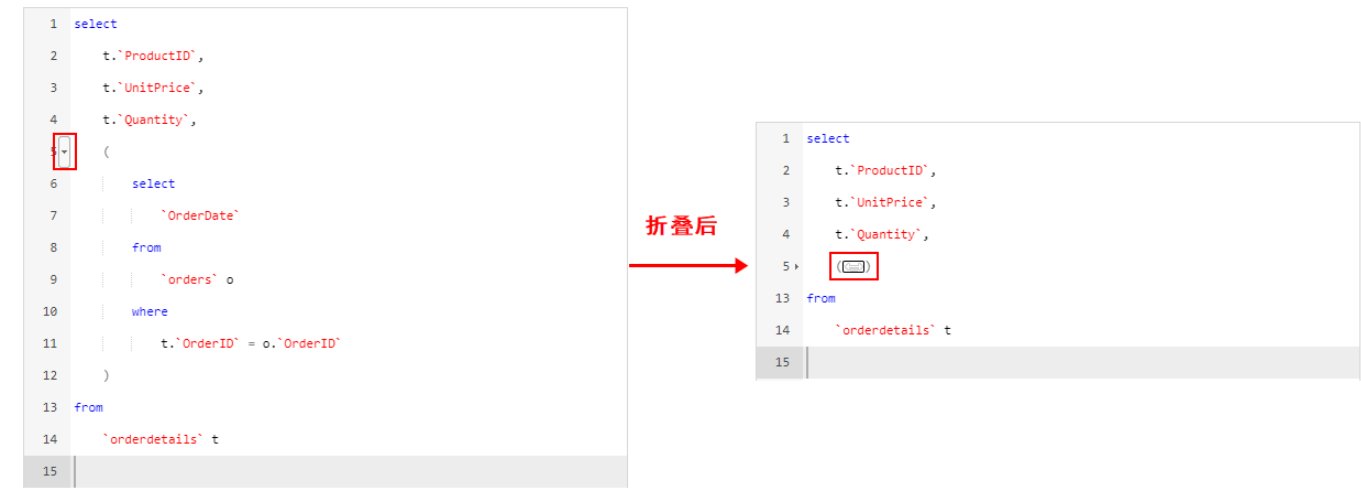 1 select
2 t.`ProductID`,
3 t.`UnitPrice`,
4 t.`Quantity`,
5 (
6 select
7 `OrderDate`
8 from
9 `orders` o
10 where
11 t.`OrderID` = o.`OrderID`
12 )
13 from
14 `orderdetails` t
15
折叠后
1 select
2 t.`ProductID`,
3 t.`UnitPrice`,
4 t.`Quantity`,
5 ()
13 from
14 `orderdetails` t
15